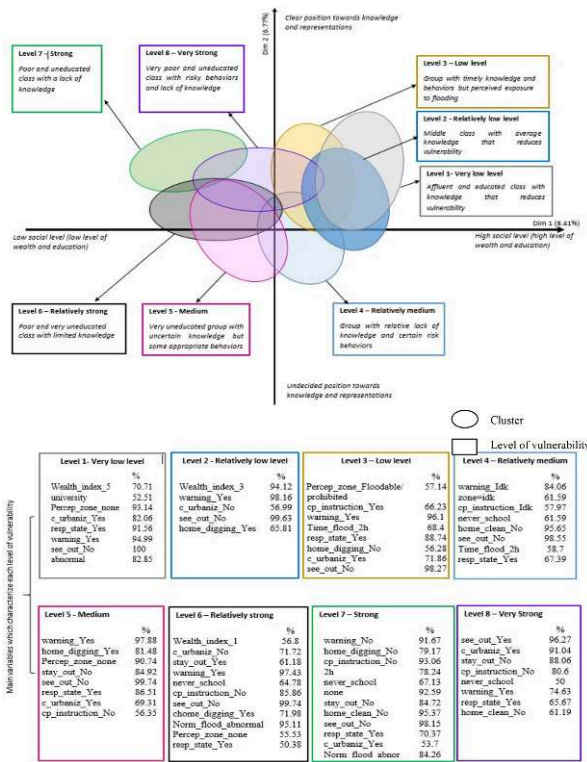 Dim 2 (6.77%)
Clear position towards knowledge
and representations
Level 7 - Strong
Poor and uneducated
class with a lack of
knowledge
Level 8 – Very Strong
Very poor and uneducated
class with risky behaviors
and lack of knowledge
Level 3 – Low level
Group with timely knowledge and
behaviors but perceived exposure
to flooding
Level 2 - Relatively low level
Middle class with average
knowledge that reduces
vulnerability
Level 1- Very low level
Affluent and educated class with
knowledge that reduces
vulnerability
Dim 1 (8.41%)
Low social level (low level of
wealth and education)
High social level (high level of
wealth and education)
Level 6 – Relatively strong
Poor and very uneducated
class with limited knowledge
Level 5 - Medium
Very uneducated group with
uncertain knowledge but
some appropriate behaviors
Level 4 – Relatively medium
Group with relative lack of
knowledge and certain risk
behaviors
Undecided position towards
knowledge and representations
Cluster
Level of vulnerability
Main variables which characterize each level of vulnerability
Level 1- Very low level
%
Wealth_index_5 70.71
university 52.51
Percep_zone_none 93.14
c_urbaniz_Yes 82.06
resp_state_Yes 91.56
warning_Yes 94.99
see_out_No 100
abnormal 82.85
Level 2 - Relatively low level
%
Wealth_index_3 94.12
warning_Yes 98.16
c_urbaniz_No 56.99
see_out_No 99.63
home_digging_Yes 65.81
Level 3 – Low level
%
Percep_zone_Floodable/ 57.14
prohibited
cp_instruction_Yes 66.23
warning_Yes 96.1
Time_flood_2h 68.4
resp_state_Yes 88.74
home_digging_No 56.28
c_urbaniz_Yes 71.86
see_out_No 98.27
Level 4 – Relatively medium
%
warning_Idk 84.06
zone=idk 61.59
cp_instruction_Idk 57.97
never_school 61.59
home_clean_No 95.65
see_out_No 98.55
Time_flood_2h 58.7
resp_state_Yes 67.39
Level 5 - Medium
%
warning_Yes 97.88
home_digging_Yes 81.48
Percep_zone_none 90.74
stay_out_No 84.92
see_out_No 99.74
resp_state_Yes 86.51
c_urbaniz_Yes 69.31
cp_instruction_No 56.35
Level 6 – Relatively strong
%
Wealth_index_1 56.8
c_urbaniz_No 71.72
stay_out_Yes 61.18
warning_Yes 97.43
never_school 64.78
cp_instruction_No 85.86
see_out_No 99.74
chome_digging_Yes 71.98
Norm_flood_abnormal 95.11
Percep_zone_none 55.53
resp_state_Yes 50.38
Level 7 – Strong
%
warning_No 91.67
home_digging_No 79.17
cp_instruction_No 93.06
2h 78.24
never_school 67.13
none 92.59
stay_out_No 84.72
home_clean_No 95.37
see_out_No 98.15
resp_state_Yes 70.37
c_urbaniz_Yes 53.7
Norm_flood_abnor 84.26
Level 8 – Very Strong
%
see_out_Yes 96.27
c_urbaniz_Yes 91.04
stay_out_No 88.06
cp_instruction_No 80.6
never_school 50
warning_Yes 74.63
resp_state_Yes 65.67
home_clean_No 61.19